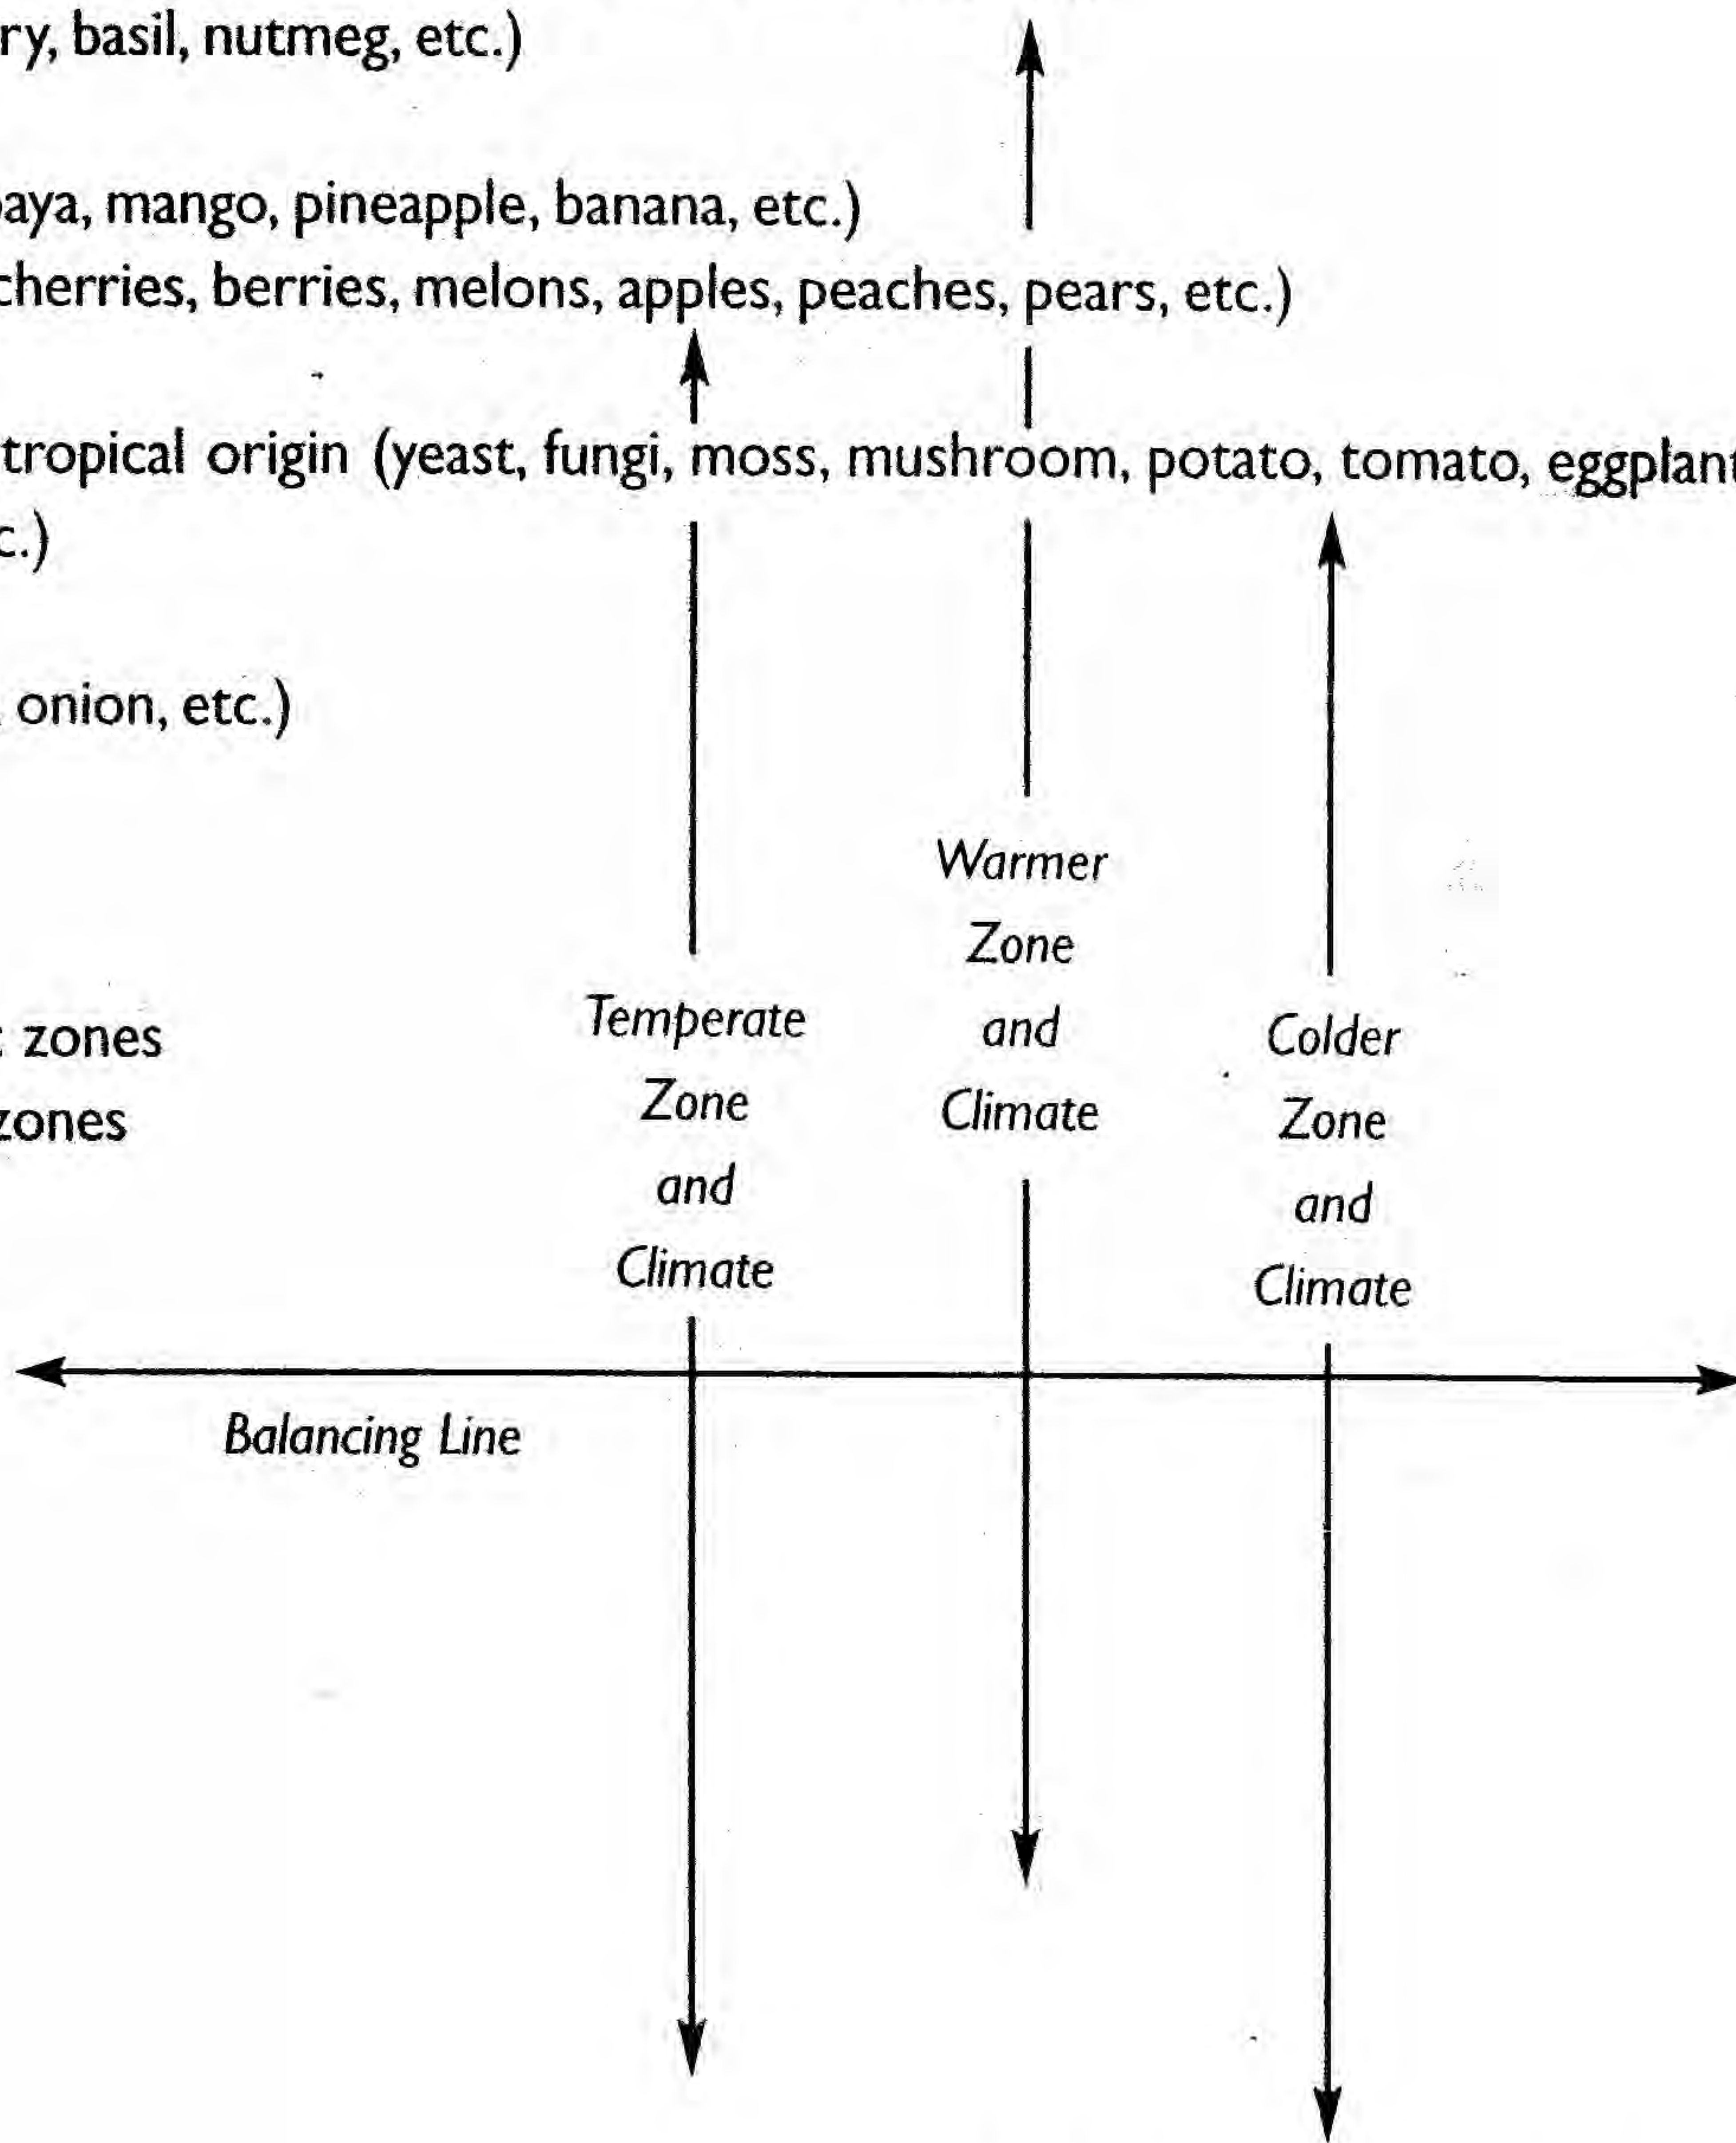 ry, basil, nutmeg, etc.)
aya, mango, pineapple, banana, etc.)
cherries, berries, melons, apples, peaches, pears, etc.)
tropical origin (yeast, fungi, moss, mushroom, potato, tomato, eggplant
c.)
onion, etc.)
Warmer
Zone
and
Climate
zones
zones
Temperate
Zone
and
Climate
Colder
Zone
and
Climate
Balancing Line